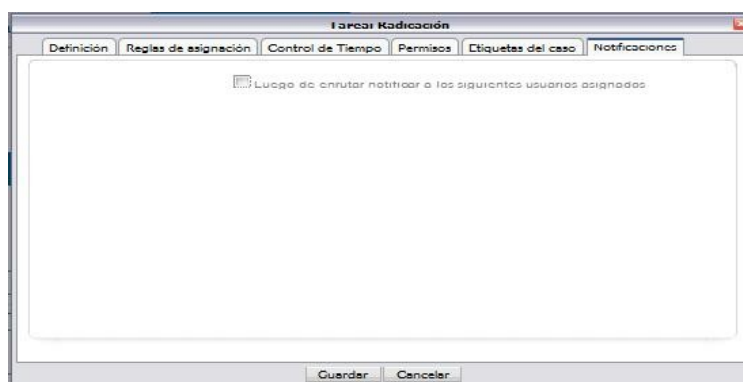 Tarea: Radicación
Definición Reglas de asignación Control de Tiempo Permisos Etiquetas del caso Notificaciones
Luego de enrutar notificar a los siguientes usuarios asignados
Guardar Cancelar